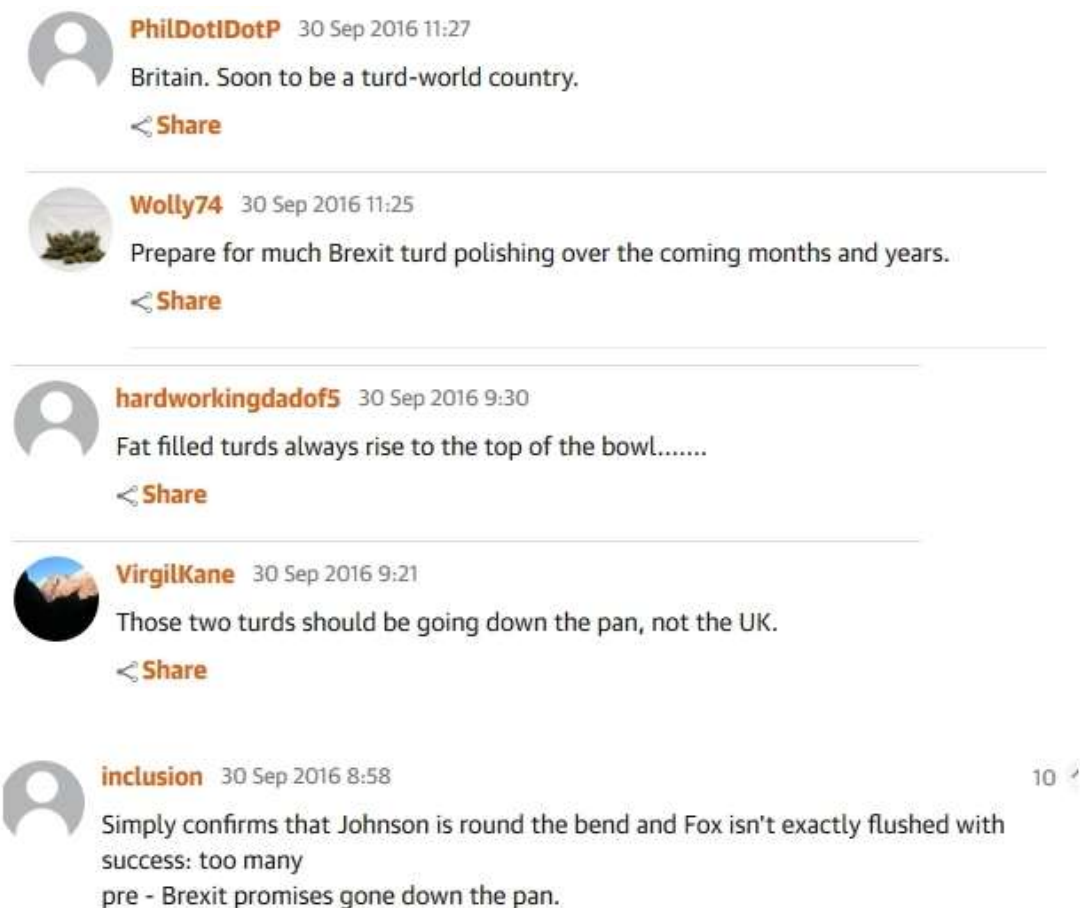 PhilDotIDotP 30 Sep 2016 11:27
Britain. Soon to be a turd-world country.
Share
Wolly74 30 Sep 2016 11:25
Prepare for much Brexit turd polishing over the coming months and years.
Share
hardworkingdadof5 30 Sep 2016 9:30
Fat filled turds always rise to the top of the bowl.......
Share
VirgilKane 30 Sep 2016 9:21
Those two turds should be going down the pan, not the UK.
Share
inclusion 30 Sep 2016 8:58 10
Simply confirms that Johnson is round the bend and Fox isn't exactly flushed with
success: too many
pre - Brexit promises gone down the pan.